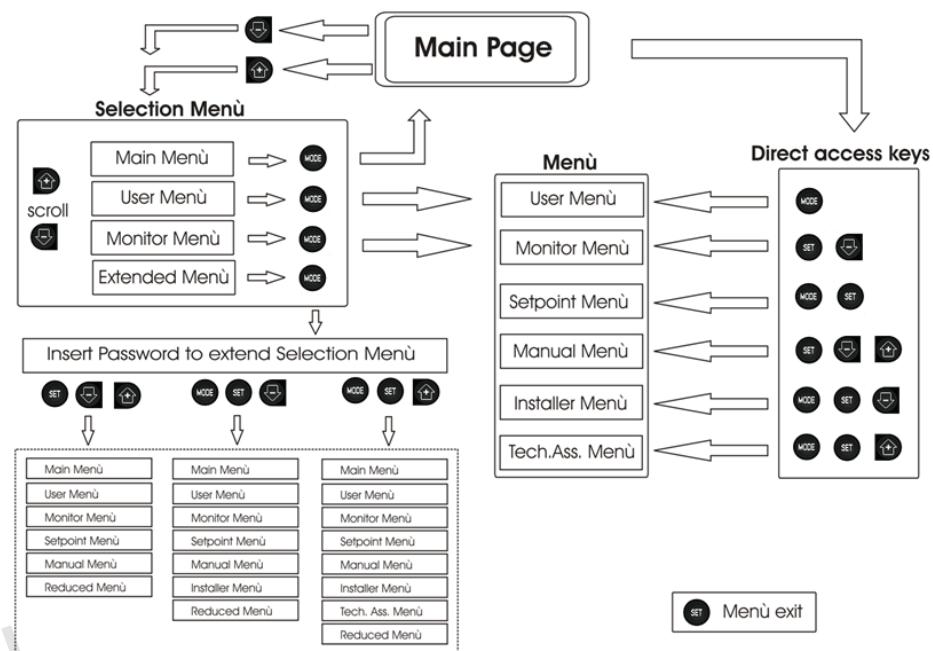 Main Page
-
+
Selection Menù
+
scroll
-
Main Menù
MODE
User Menù
MODE
Monitor Menù
MODE
Extended Menù
MODE
Insert Password to extend Selection Menù
SET - +
MODE SET -
MODE SET +
Main Menù
User Menù
Monitor Menù
Setpoint Menù
Manual Menù
Reduced Menù
Main Menù
User Menù
Monitor Menù
Setpoint Menù
Manual Menù
Installer Menù
Reduced Menù
Main Menù
User Menù
Monitor Menù
Setpoint Menù
Manual Menù
Installer Menù
Tech. Ass. Menù
Reduced Menù
Menù
User Menù
Monitor Menù
Setpoint Menù
Manual Menù
Installer Menù
Tech.Ass. Menù
Direct access keys
MODE
SET -
MODE SET
SET - +
MODE SET -
MODE SET +
SET Menù exit